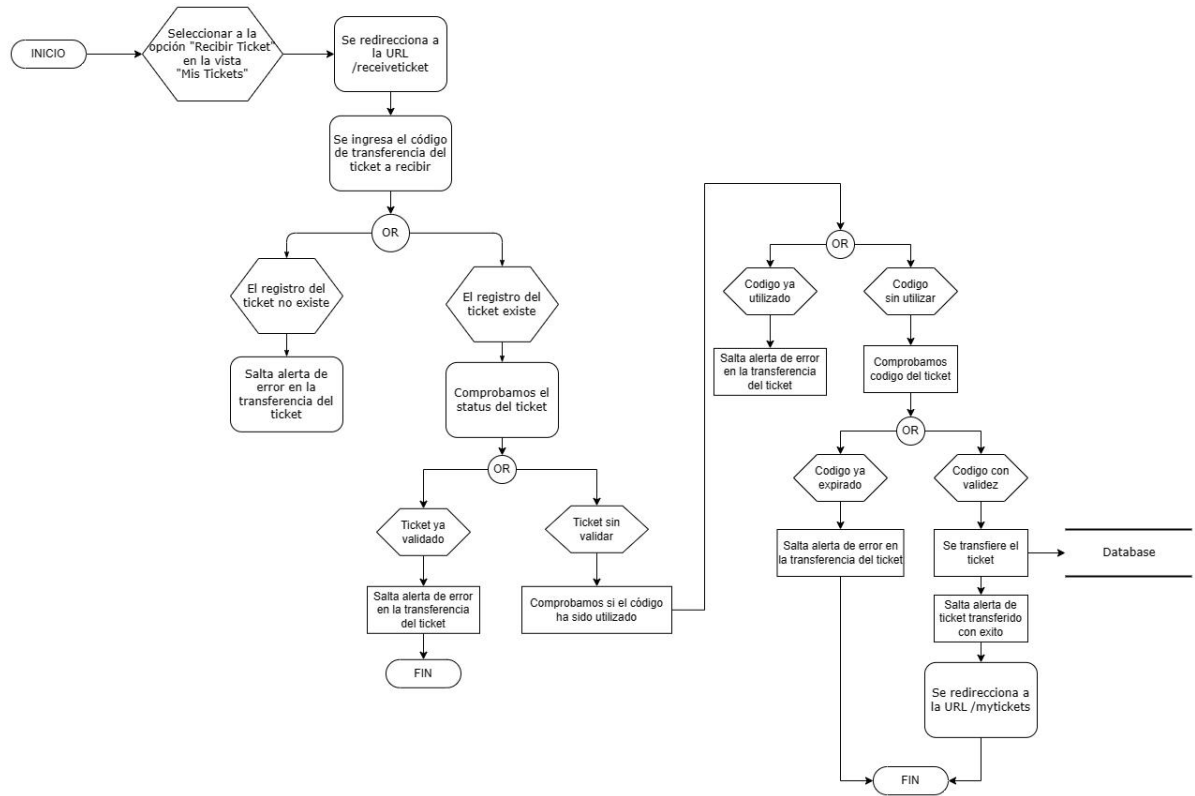 INICIO
Seleccionar a la
opción "Recibir Ticket"
en la vista
"Mis Tickets"
Se redirecciona a
la URL
/receiveticket
Se ingresa el código
de transferencia del
ticket a recibir
OR
El registro del
ticket no existe
Salta alerta de
error en la
transferencia del
ticket
El registro del
ticket existe
Comprobamos el
status del ticket
OR
Ticket ya
validado
Salta alerta de error
en la transferencia
del ticket
FIN
Ticket sin
validar
Comprobamos si el código
ha sido utilizado
OR
Codigo ya
utilizado
Salta alerta de error
en la transferencia
del ticket
Codigo
sin utilizar
Comprobamos
codigo del ticket
OR
Codigo ya
expirado
Salta alerta de error en
la transferencia del ticket
Codigo con
validez
Se transfiere el
ticket
Database
Salta alerta de
ticket transferido
con exito
Se redirecciona a
la URL /mytickets
FIN